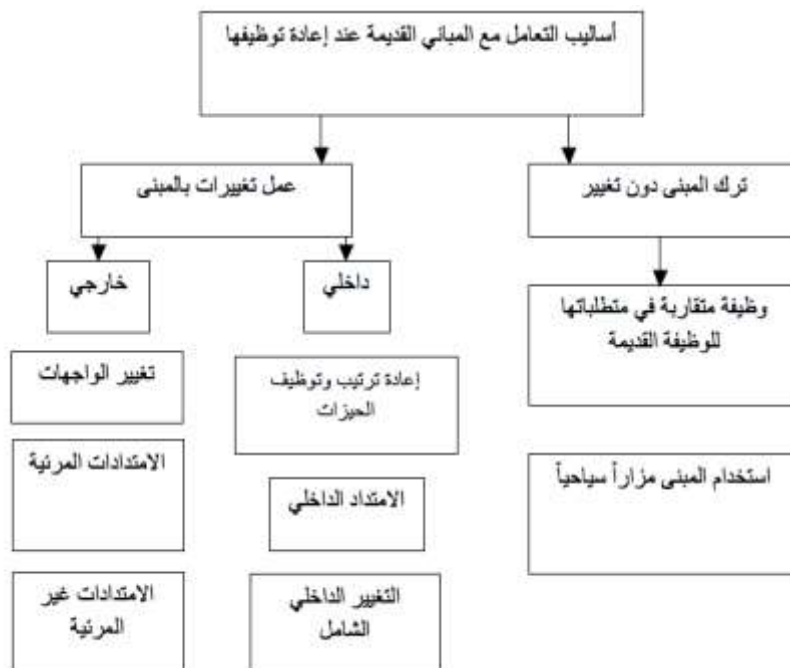 أساليب التعامل مع المباني القديمة عند إعادة توظيفها
ترك المبنى دون تغيير
عمل تغييرات بالمبنى
داخلي
خارجي
وظيفة متقاربة في متطلباتها
للوظيفة القديمة
تغيير الواجهات
إعادة ترتيب وتوظيف
الحيزات
الامتدادات المرئية
استخدام المبنى مزاراً سياحياً
الامتداد الداخلي
الامتدادات غير
المرئية
التغيير الداخلي
الشامل